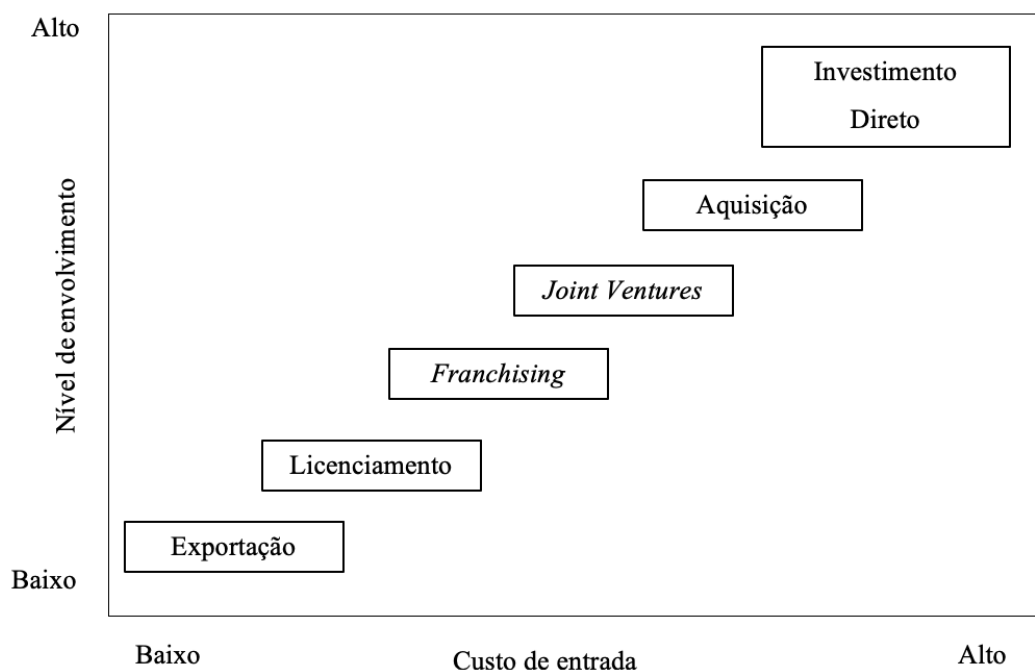 Alto
Investimento
Direto
Aquisição
Nível de envolvimento
Joint Ventures
Franchising
Licenciamento
Exportação
Baixo
Baixo
Custo de entrada
Alto